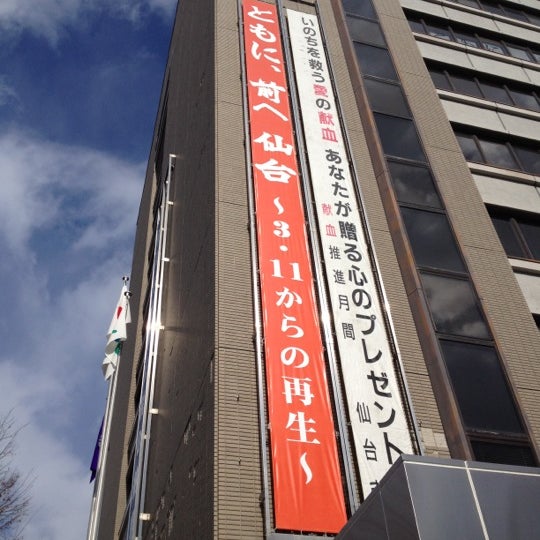 いのちを救う愛の献血 あなたが贈る心のプレゼント
献血推進月間 仙台市
ともに、前へ 仙台 ～3・11からの再生～